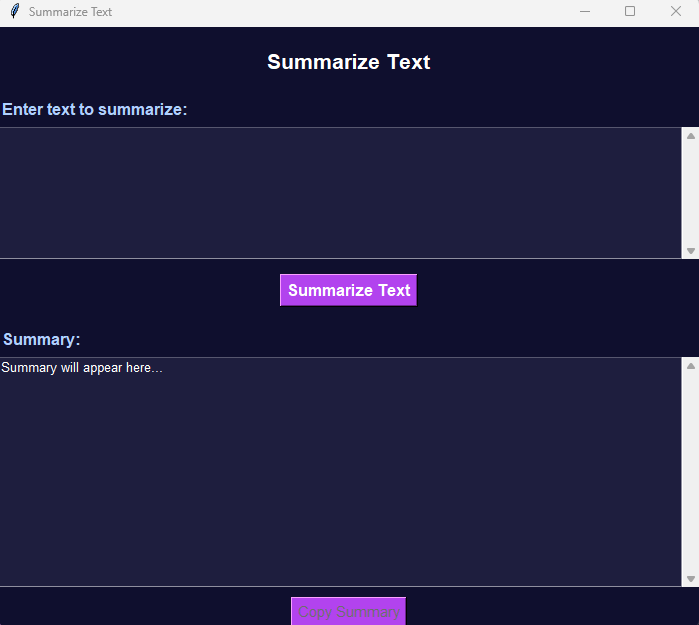 Summarize Text
Summarize Text
Enter text to summarize:
Summarize Text
Summary:
Summary will appear here...
Copy Summary